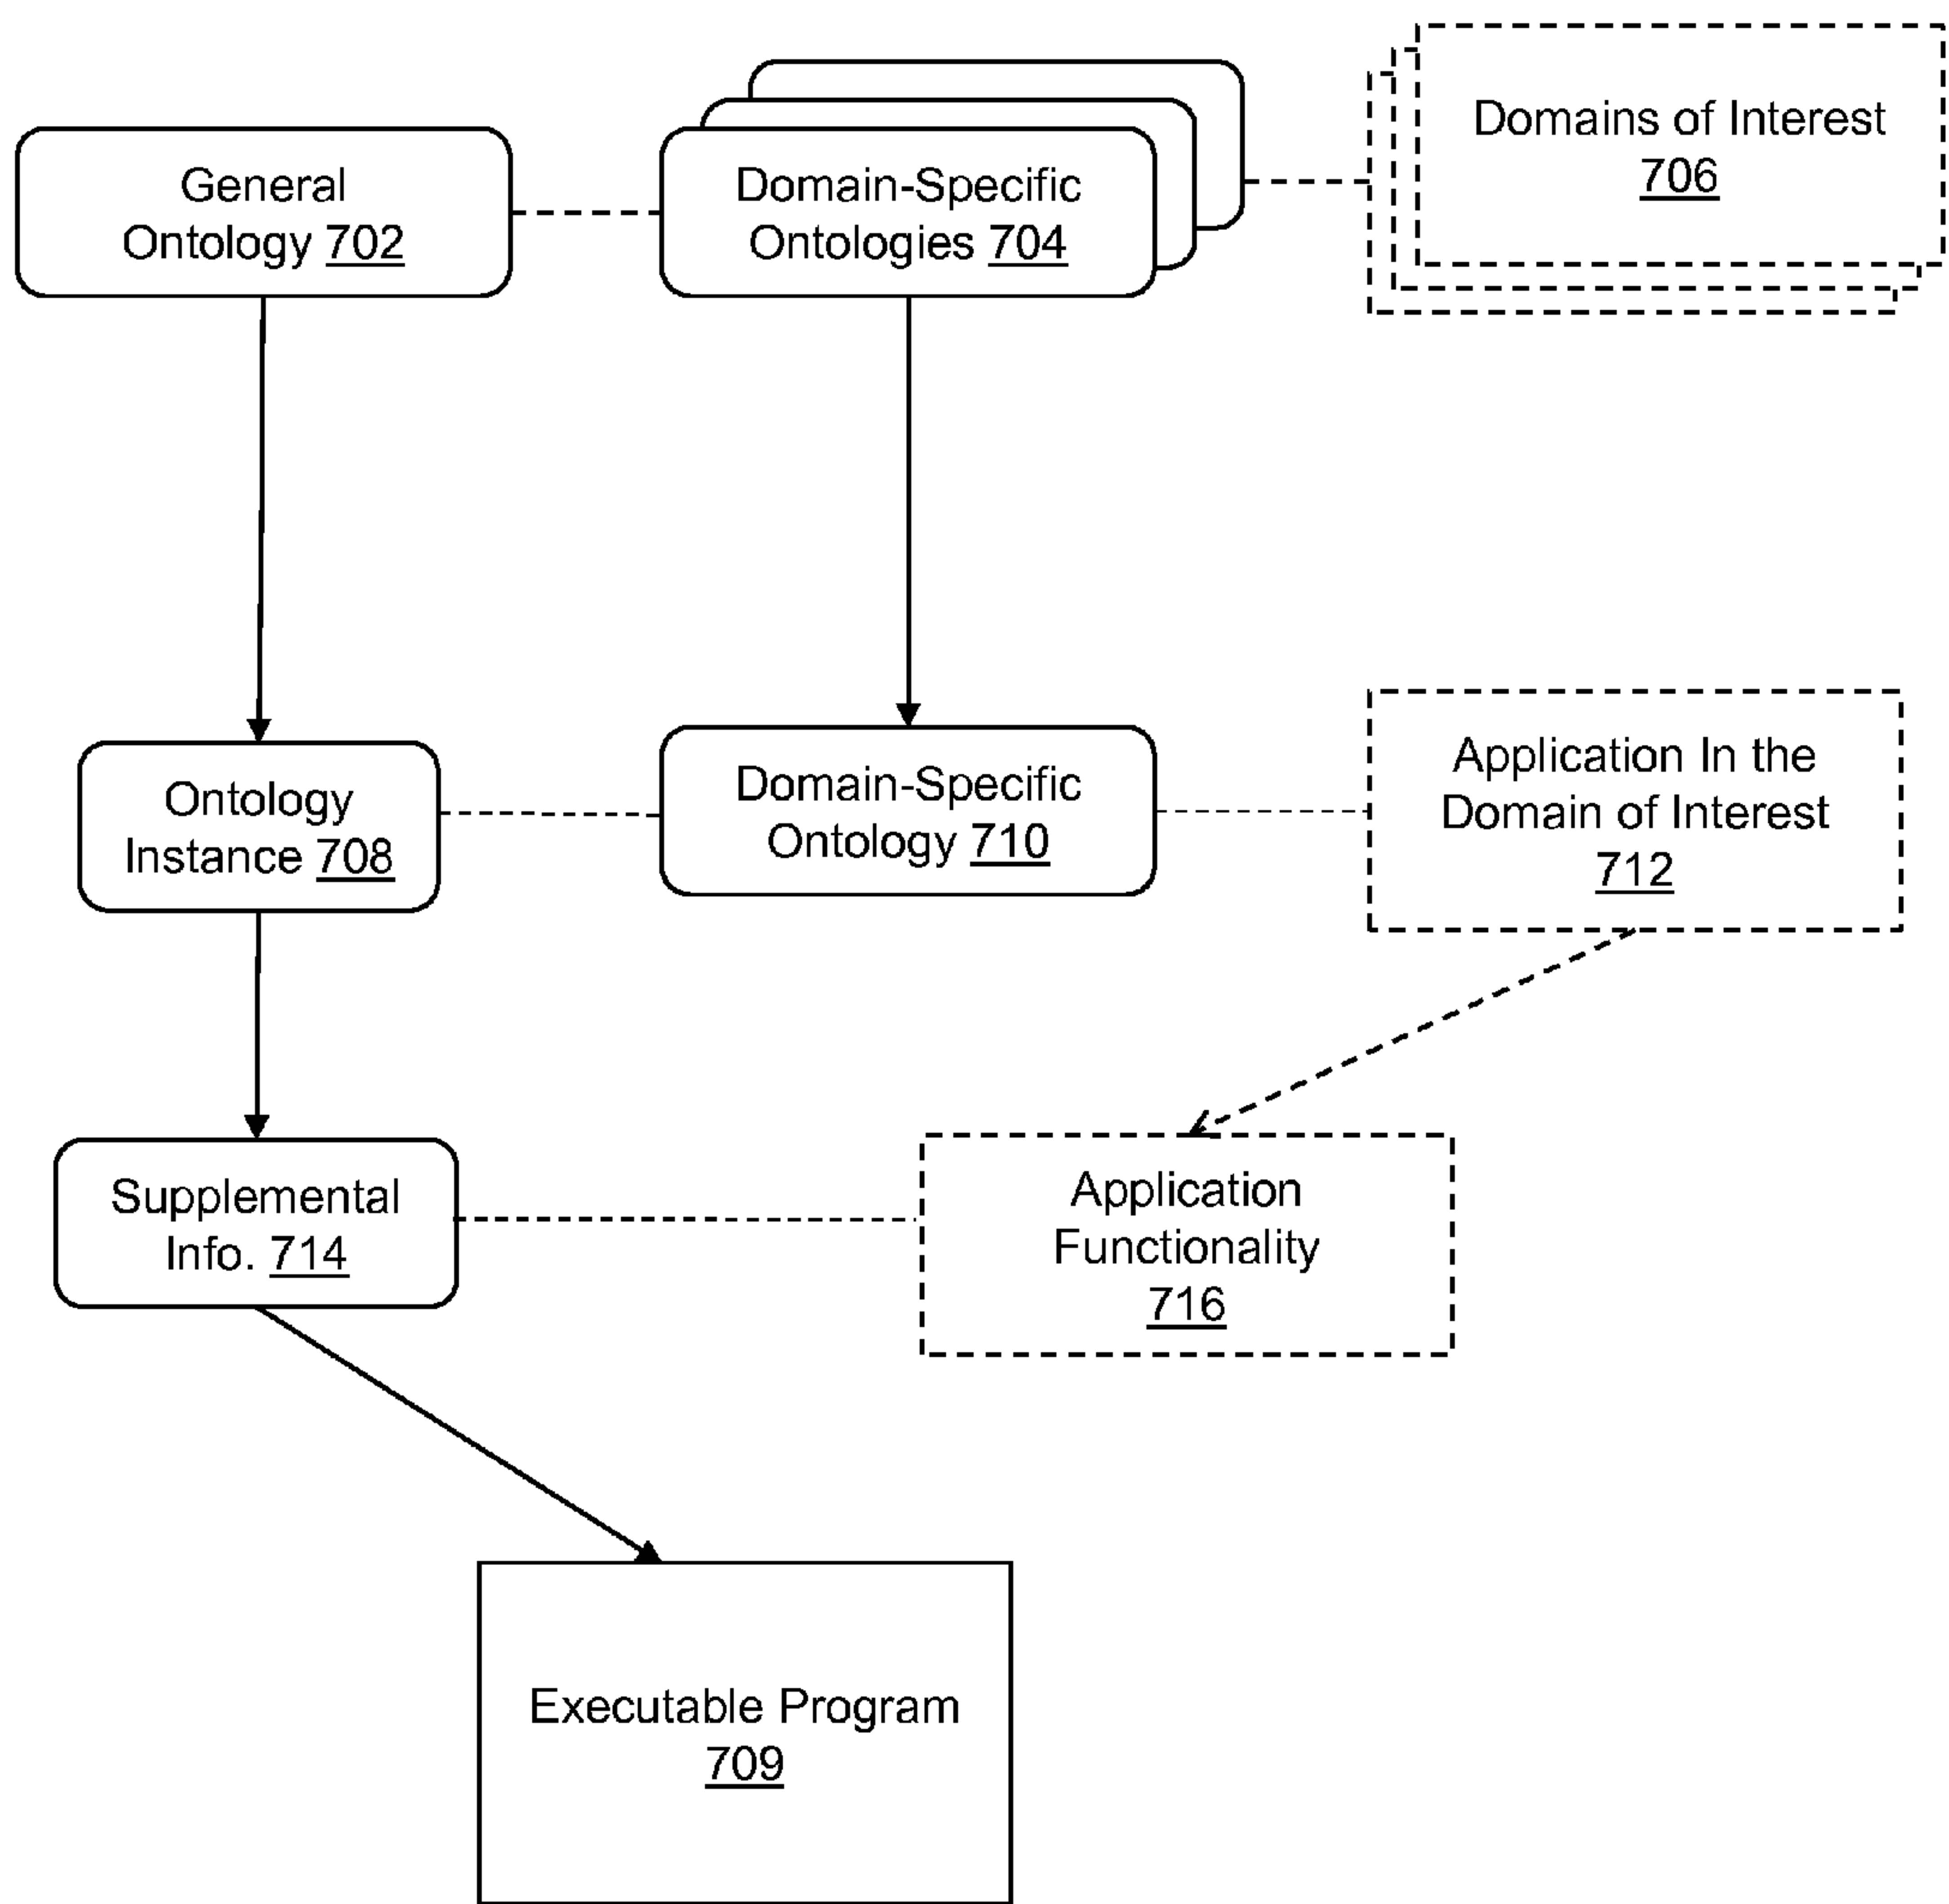 General
Ontology 702
Domain-Specific
Ontologies 704
Domains of Interest
706
Ontology
Instance 708
Domain-Specific
Ontology 710
Application In the
Domain of Interest
712
Supplemental
Info. 714
Application
Functionality
716
Executable Program
709